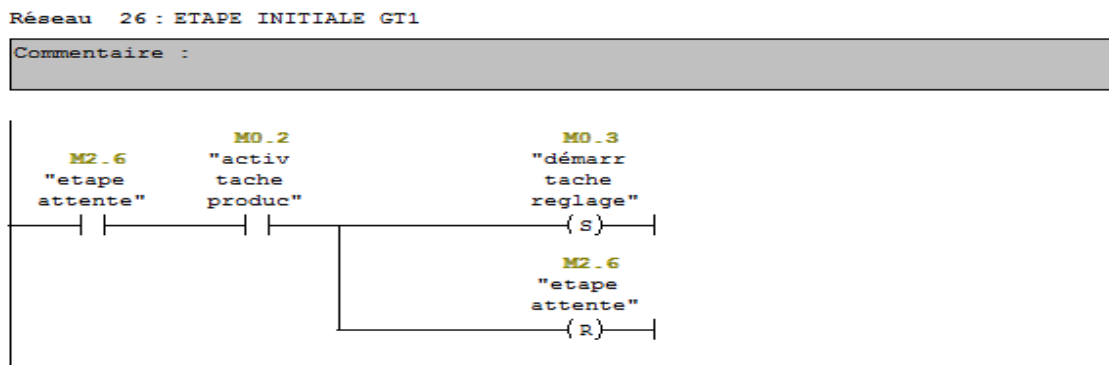 Réseau 26 : ETAPE INITIALE GT1
Commentaire :
M2.6
"etape
attente"
M0.2
"activ
tache
produc"
M0.3
"démarr
tache
reglage"
S
M2.6
"etape
attente"
R